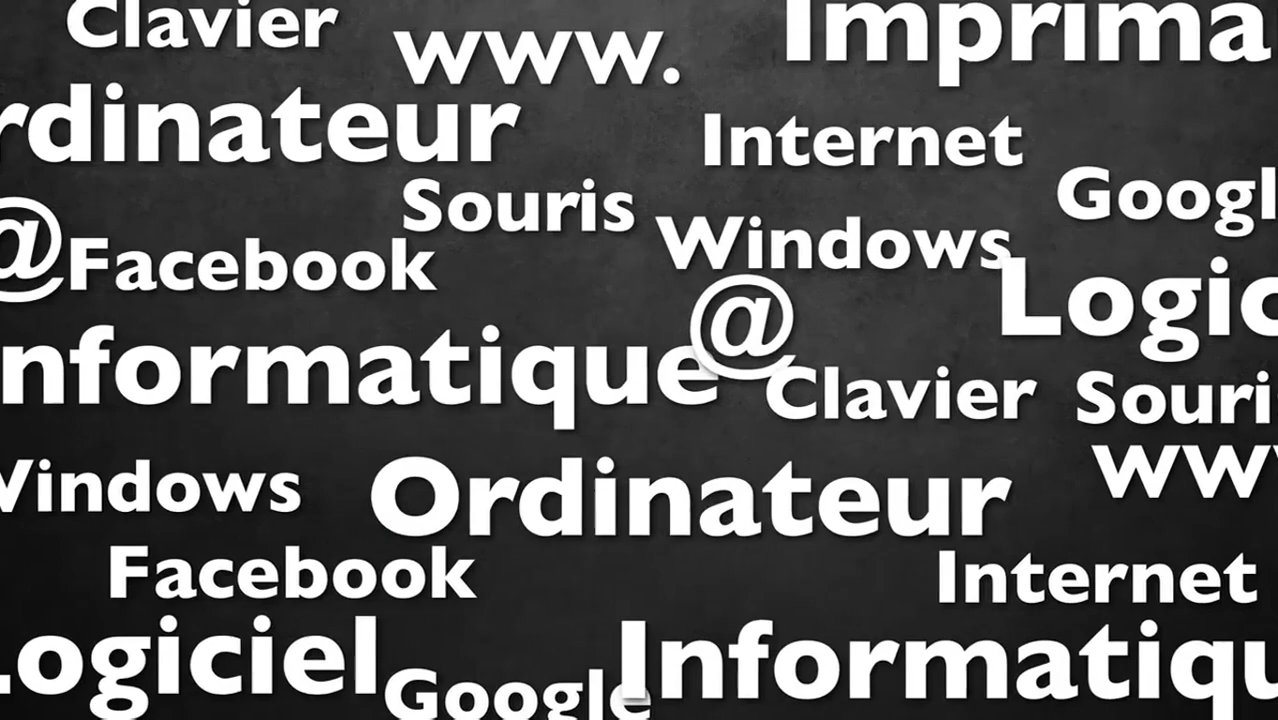 Clavier
www.
Imprima
rdinateur
Internet
Souris
Googl
@
Facebook
Windows
Logic
@
nformatique
Clavier
Souri
Windows
Ordinateur
ww
Facebook
Internet
Logiciel
Google
Informatiqu